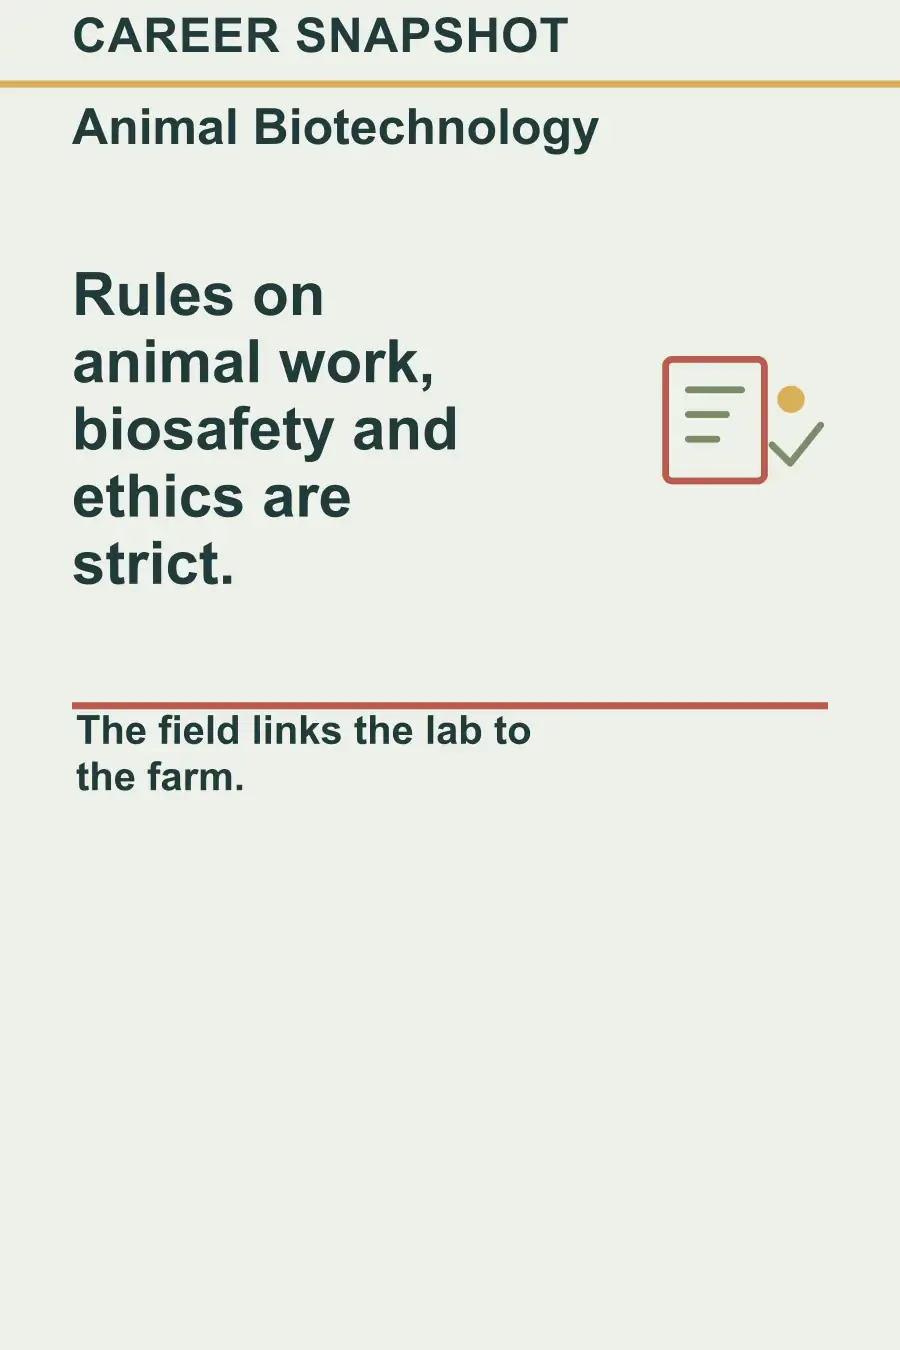 CAREER SNAPSHOT
Animal Biotechnology
Rules on
animal work,
biosafety and
ethics are
strict.
The field links the lab to
the farm.